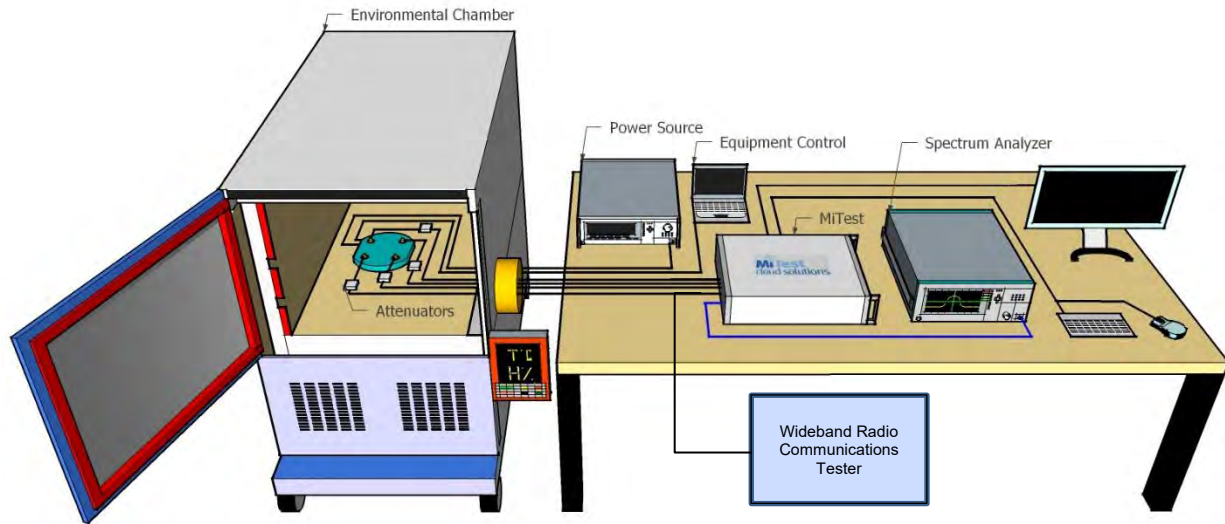 Environmental Chamber
Power Source
Equipment Control
Spectrum Analyzer
MiTest
MiTest
cloud solutions
Attenuators
T°C
H%
Wideband Radio
Communications
Tester